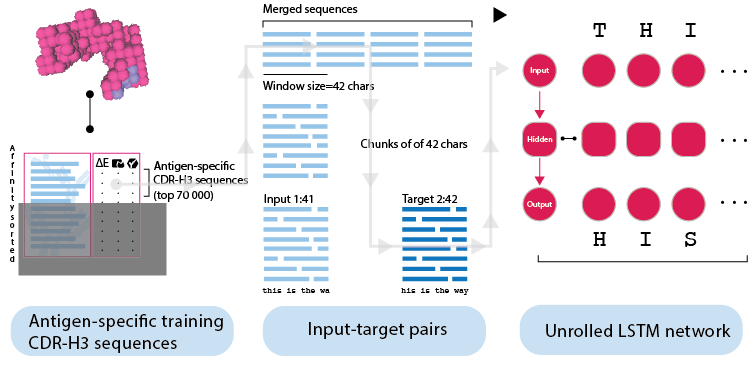 Merged sequences
T H I
Input
Window size=42 chars
Affinity sorted
ΔE
Antigen-specific
CDR-H3 sequences
(top 70 000)
Chunks of of 42 chars
Hidden
Input 1:41
Target 2:42
Output
H I S
this is the wa
his is the way
Antigen-specific training
CDR-H3 sequences
Input-target pairs
Unrolled LSTM network